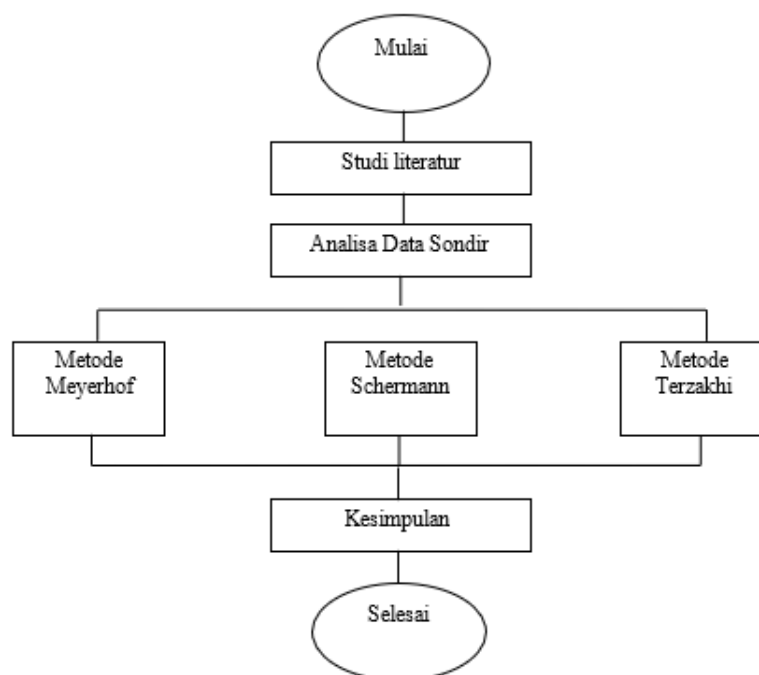 Mulai
Studi literatur
Analisa Data Sondir
Metode
Meyerhof
Metode
Schermann
Metode
Terzakhi
Kesimpulan
Selesai